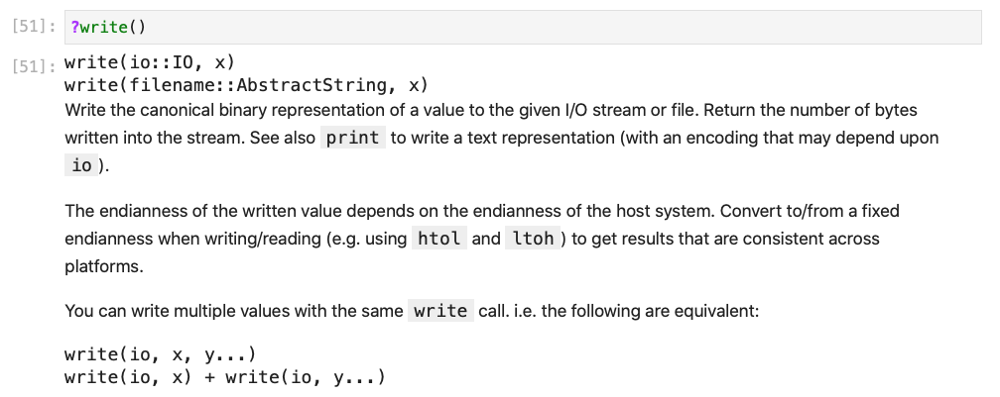 [51]: ?write()
[51]: write(io::IO, x)
write(filename::AbstractString, x)
Write the canonical binary representation of a value to the given I/O stream or file. Return the number of bytes
written into the stream. See also print to write a text representation (with an encoding that may depend upon
io ).
The endianness of the written value depends on the endianness of the host system. Convert to/from a fixed
endianness when writing/reading (e.g. using htol and ltoh ) to get results that are consistent across
platforms.
You can write multiple values with the same write call. i.e. the following are equivalent:
write(io, x, y...)
write(io, x) + write(io, y...)